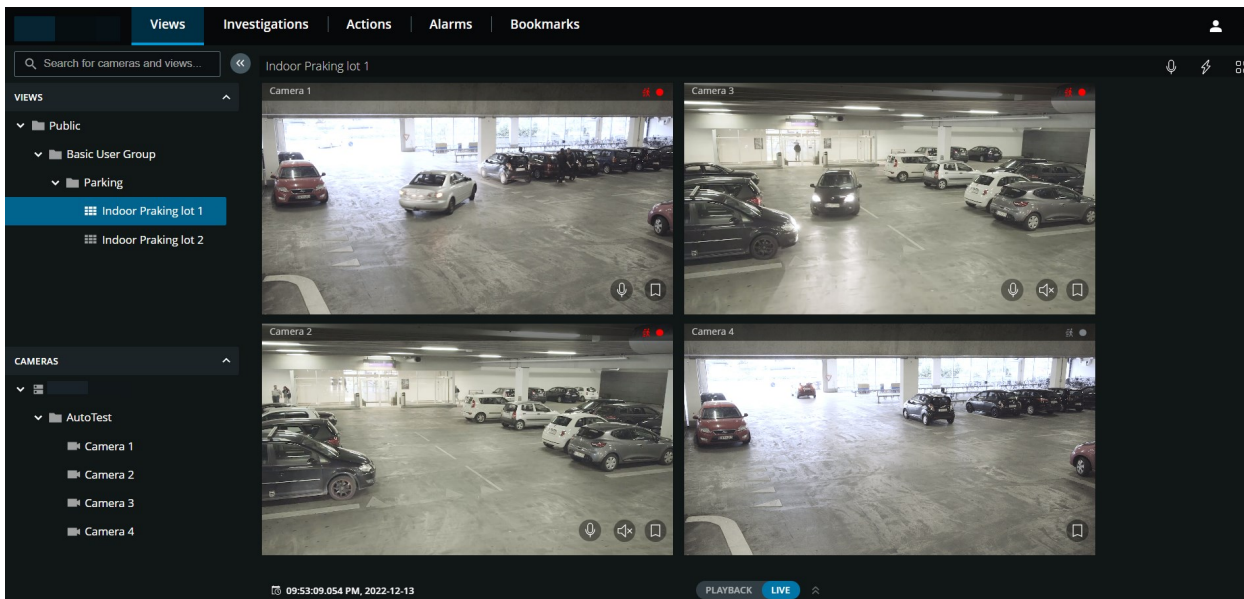 Views
Investigations
Actions
Alarms
Bookmarks
Search for cameras and views...
Indoor Praking lot 1
VIEWS
Public
Basic User Group
Parking
Indoor Praking lot 1
Indoor Praking lot 2
CAMERAS
AutoTest
Camera 1
Camera 2
Camera 3
Camera 4
Camera 1
Camera 3
Camera 2
Camera 4
09:53:09.054 PM, 2022-12-13
PLAYBACK LIVE